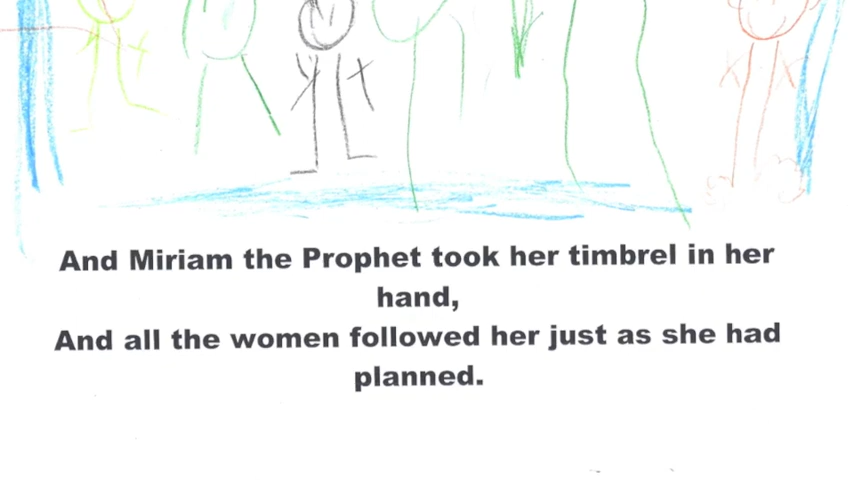 And Miriam the Prophet took her timbrel in her
hand,
And all the women followed her just as she had
planned.